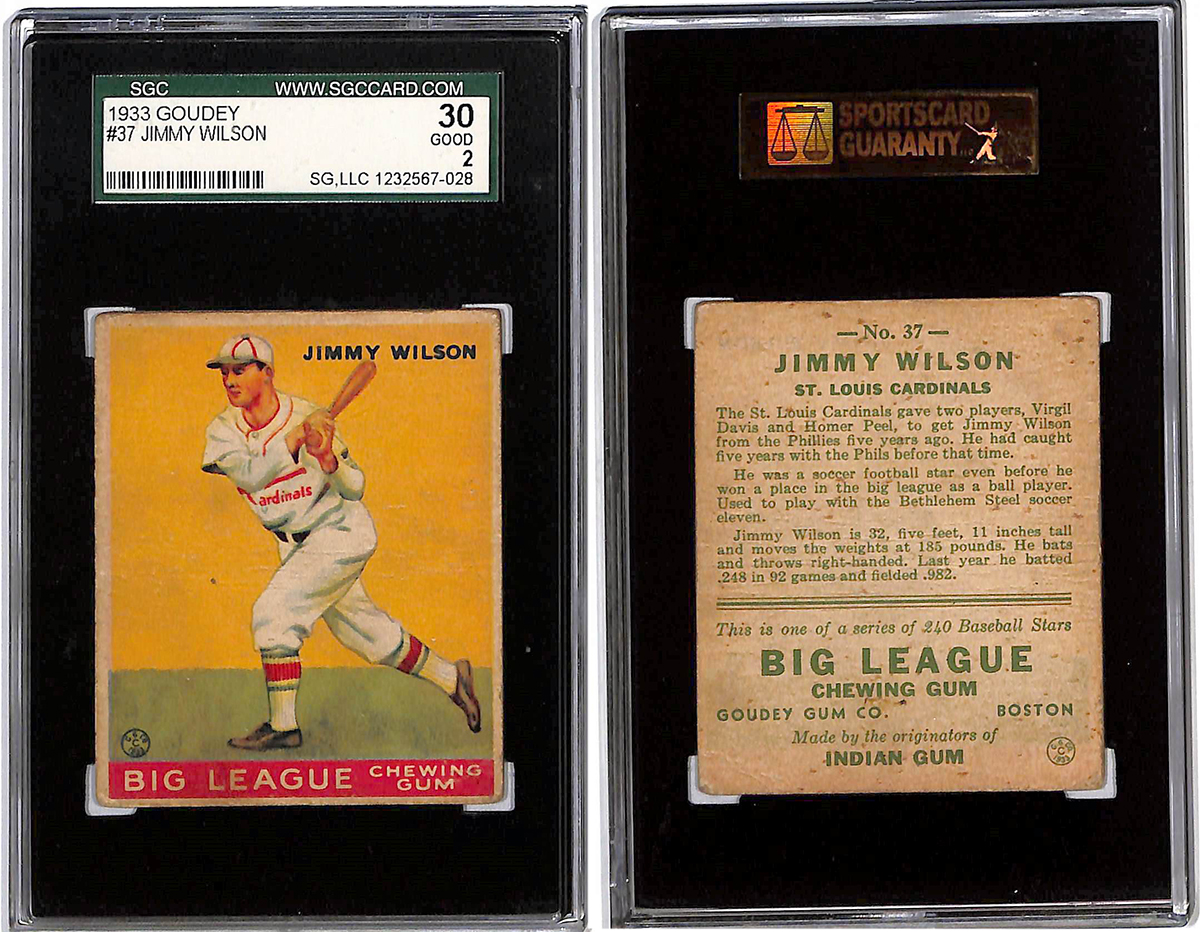 SGC WWW.SGCCARD.COM
1933 GOUDEY 30
#37 JIMMY WILSON GOOD
2
SG,LLC 1232567-028
JIMMY WILSON
ardinals
BIG LEAGUE CHEWING GUM
SPORTSCARD
GUARANTY
—No. 37—
JIMMY WILSON
ST. LOUIS CARDINALS
The St. Louis Cardinals gave two players, Virgil
Davis and Homer Peel, to get Jimmy Wilson
from the Phillies five years ago. He had caught
five years with the Phils before that time.
He was a soccer football star even before he
won a place in the big league as a ball player.
Used to play with the Bethlehem Steel soccer
eleven.
Jimmy Wilson is 32, five feet, 11 inches tall
and moves the weights at 185 pounds. He bats
and throws right-handed. Last year he batted
.248 in 92 games and fielded .982.
This is one of a series of 240 Baseball Stars
BIG LEAGUE
CHEWING GUM
GOUDEY GUM CO. BOSTON
Made by the originators of
INDIAN GUM